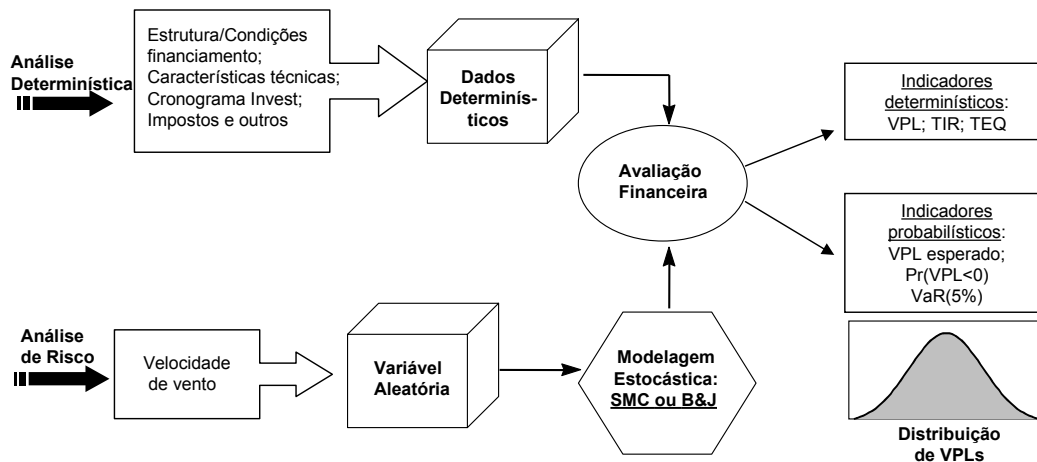 Análise
Determinística
Estrutura/Condições
financiamento;
Características técnicas;
Cronograma Invest;
Impostos e outros
Dados
Determinís-
ticos
Avaliação
Financeira
Indicadores
determinísticos:
VPL; TIR; TEQ
Indicadores
probabilísticos:
VPL esperado;
Pr(VPL<0)
VaR(5%)
Análise
de Risco
Velocidade
de vento
Variável
Aleatória
Modelagem
Estocástica:
SMC ou B&J
Distribuição
de VPLs